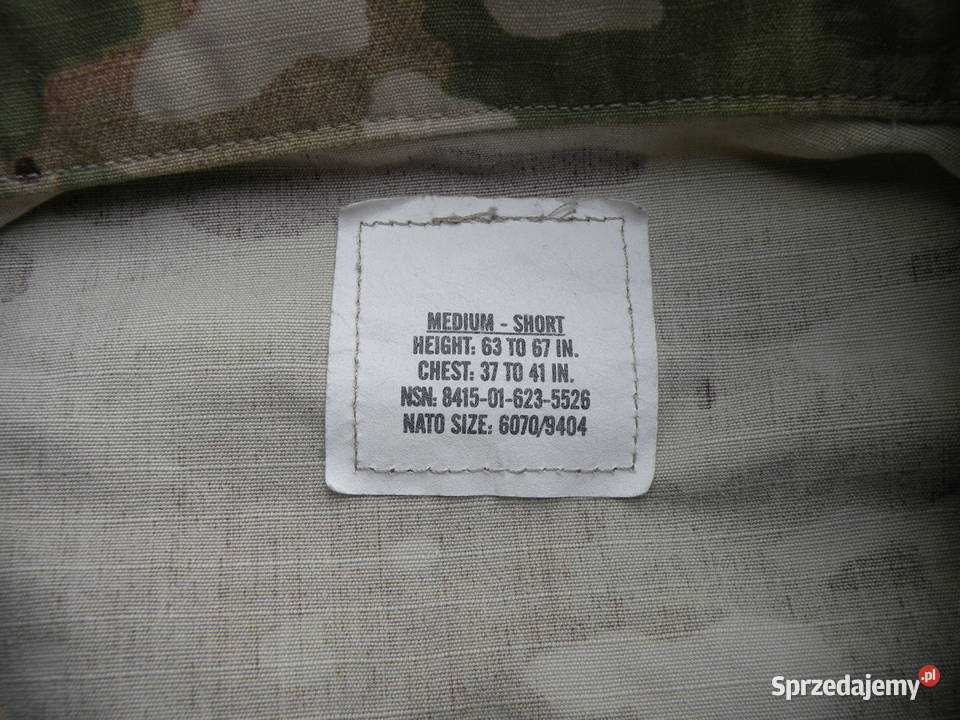 MEDIUM - SHORT
HEIGHT: 63 TO 67 IN.
CHEST: 37 TO 41 IN.
NSN: 8415-01-623-5526
NATO SIZE: 6070/9404
Sprzedajemy.pl